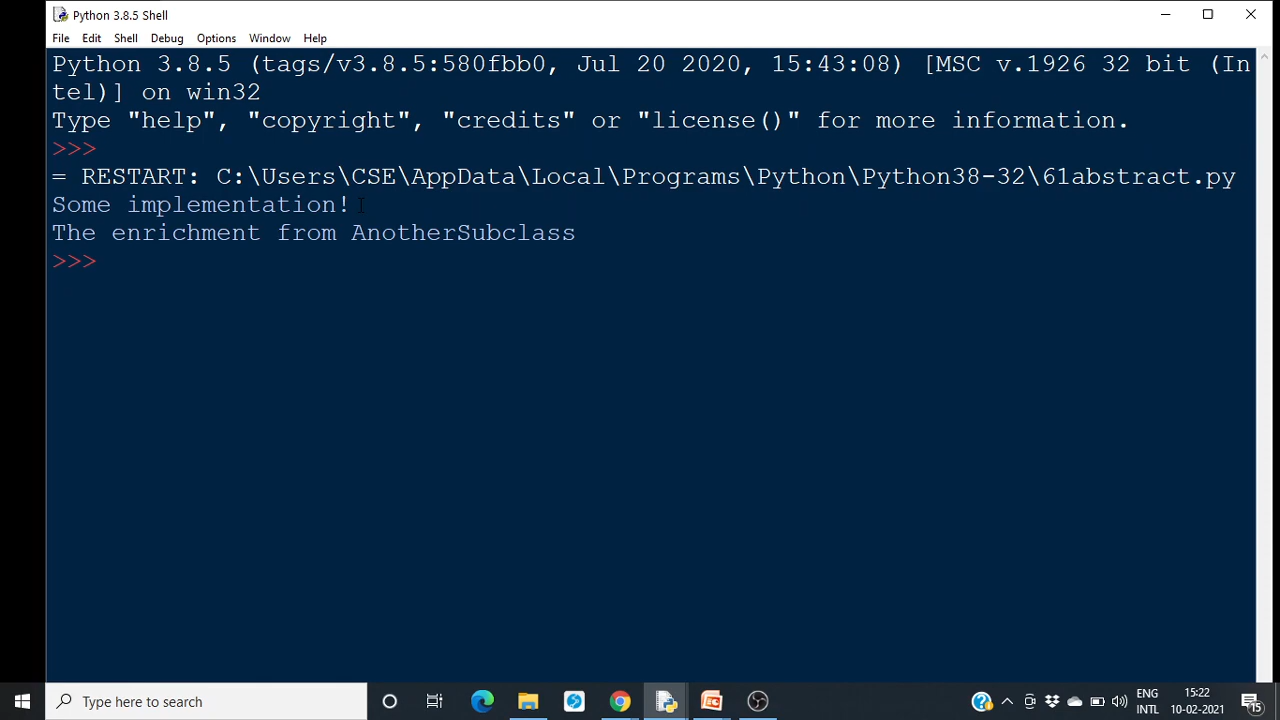 Python 3.8.5 Shell
File Edit Shell Debug Options Window Help
Python 3.8.5 (tags/v3.8.5:580fbb0, Jul 20 2020, 15:43:08) [MSC v.1926 32 bit (In
tel)] on win32
Type "help", "copyright", "credits" or "license()" for more information.
>>>
= RESTART: C:\Users\CSE\AppData\Local\Programs\Python\Python38-32\61abstract.py
Some implementation!
The enrichment from AnotherSubclass
>>>
Type here to search
ENG 15:22
INTL 10-02-2021 15